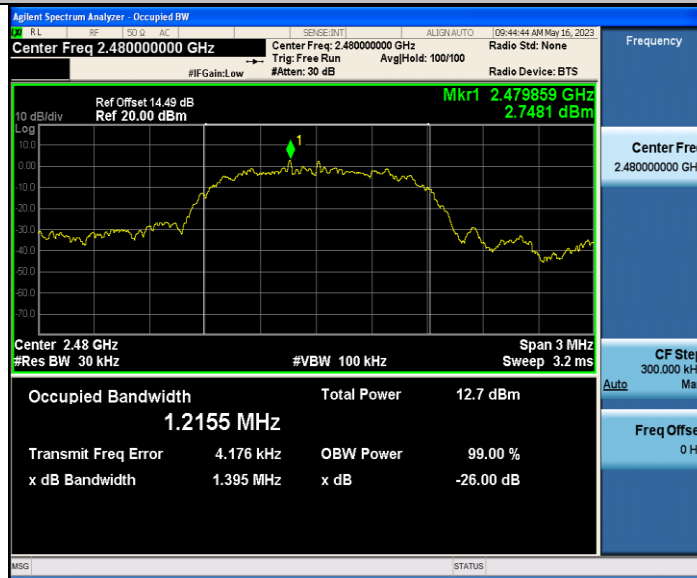 Agilent Spectrum Analyzer - Occupied BW
RL RF 50 Ω AC SENSE:INT ALIGN AUTO 09:44:44 AM May 16, 2023
Center Freq 2.480000000 GHz
Center Freq: 2.480000000 GHz
Radio Std: None
Trig: Free Run Avg|Hold: 100/100
#IFGain:Low
#Atten: 30 dB
Radio Device: BTS
Frequency
Ref Offset 14.49 dB
Mkr1 2.479859 GHz
10 dB/div Ref 20.00 dBm
2.7481 dBm
Log
10.0
0.00
-10.0
-20.0
-30.0
-40.0
-50.0
-60.0
-70.0
1
Center 2.48 GHz
Span 3 MHz
#Res BW 30 kHz
#VBW 100 kHz
Sweep 3.2 ms
Occupied Bandwidth
Total Power 12.7 dBm
1.2155 MHz
Transmit Freq Error 4.176 kHz
OBW Power 99.00 %
x dB Bandwidth 1.395 MHz
x dB -26.00 dB
Center Fre
2.480000000 GH
CF Step
300.000 kH
Auto Ma
Freq Offse
0 H
MSG
STATUS